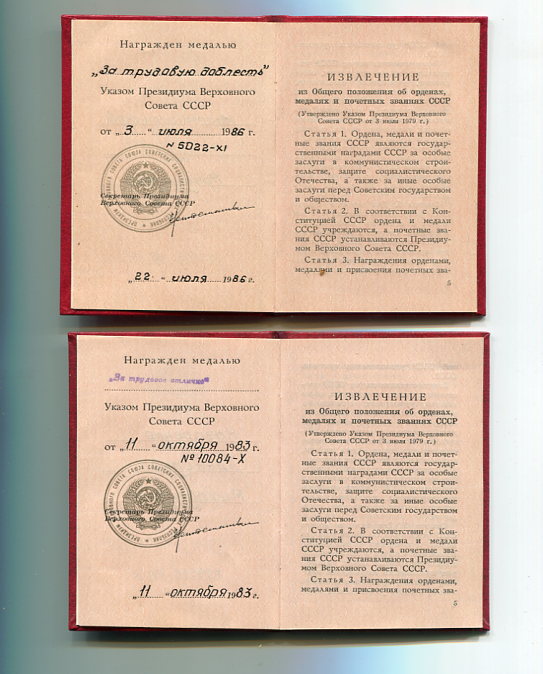 Награжден медалью
„За трудовую доблесть"
Указом Президиума Верховного
Совета СССР
от „3 “ июля 1986 г.
N 5022-XI
Секретарь Президиума
Верховного Совета СССР
„22 “ июля 1986 г.
ИЗВЛЕЧЕНИЕ
из Общего положения об орденах,
медалях и почетных званиях СССР
(Утверждено Указом Президиума Верховного
Совета СССР от 3 июля 1979 г.)
Статья 1. Ордена, медали и почет-
ные звания СССР являются государ-
ственными наградами СССР за особые
заслуги в коммунистическом строи-
тельстве, защите социалистического
Отечества, а также за иные особые
заслуги перед Советским государством
и обществом.
Статья 2. В соответствии с Кон-
ституцией СССР ордена и медали
СССР учреждаются, а почетные зва-
ния СССР устанавливаются Президиу-
мом Верховного Совета СССР.
Статья 3. Награждения орденами,
медалями и присвоения почетных зва-
5
Награжден медалью
„За трудовое отличие"
Указом Президиума Верховного
Совета СССР
от „11 “ октября 1983 г.
№ 10084-X
Секретарь Президиума
Верховного Совета СССР
„11 “ октября 1983 г.
ИЗВЛЕЧЕНИЕ
из Общего положения об орденах,
медалях и почетных званиях СССР
(Утверждено Указом Президиума Верховного
Совета СССР от 3 июля 1979 г.)
Статья 1. Ордена, медали и почет-
ные звания СССР являются государ-
ственными наградами СССР за особые
заслуги в коммунистическом строи-
тельстве, защите социалистического
Отечества, а также за иные особые
заслуги перед Советским государством
и обществом.
Статья 2. В соответствии с Кон-
ституцией СССР ордена и медали
СССР учреждаются, а почетные зва-
ния СССР устанавливаются Президиу-
мом Верховного Совета СССР.
Статья 3. Награждения орденами,
медалями и присвоения почетных зва-
5